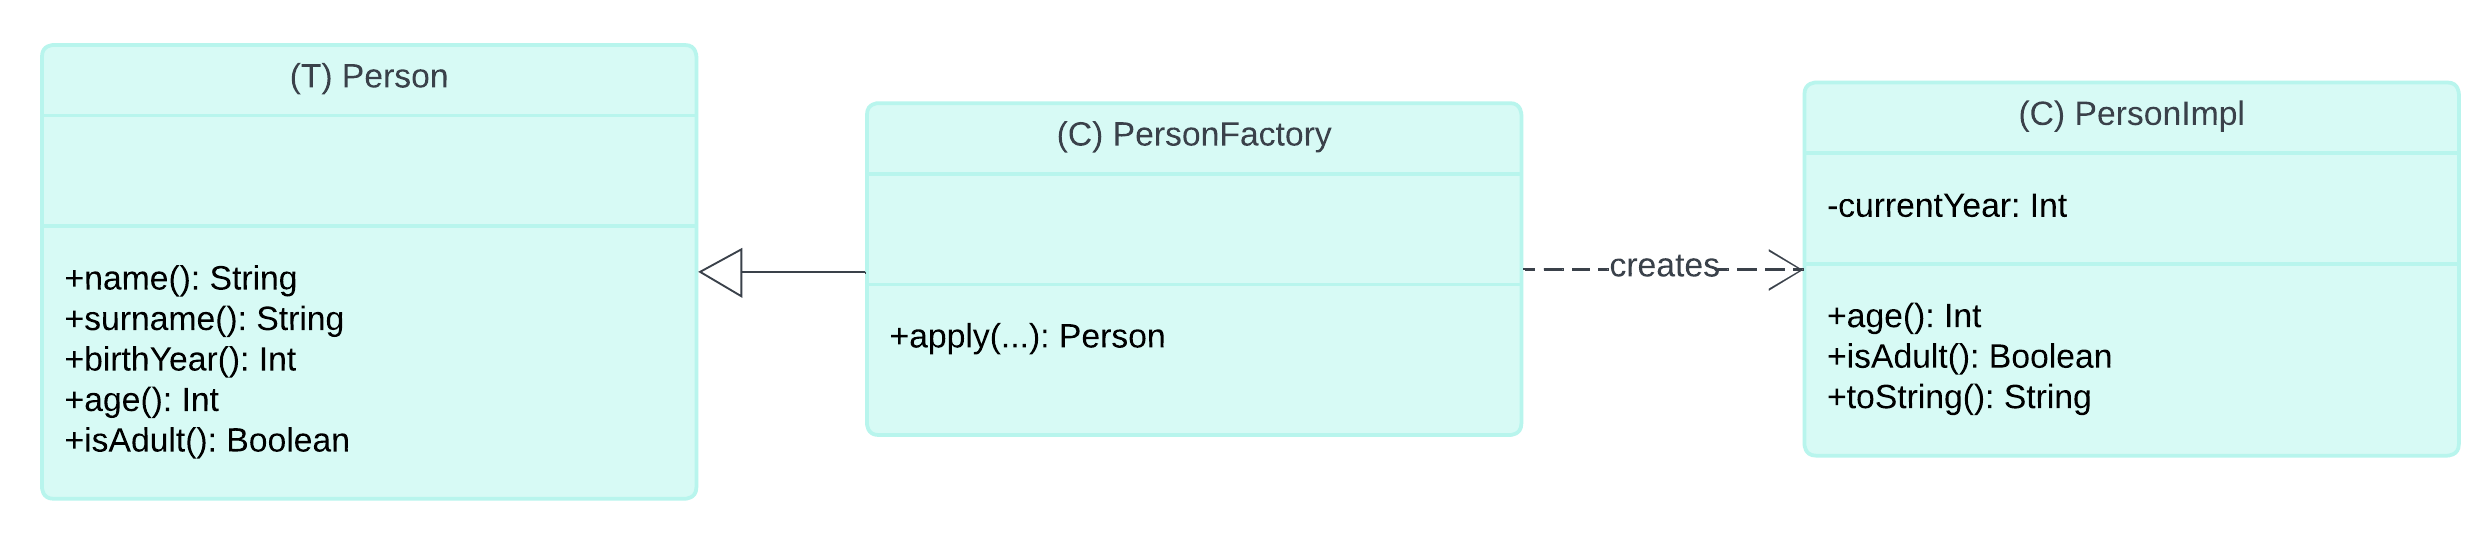 (T) Person
+name(): String
+surname(): String
+birthYear(): Int
+age(): Int
+isAdult(): Boolean
(C) PersonFactory
+apply(...): Person
creates
(C) PersonImpl
-currentYear: Int
+age(): Int
+isAdult(): Boolean
+toString(): String